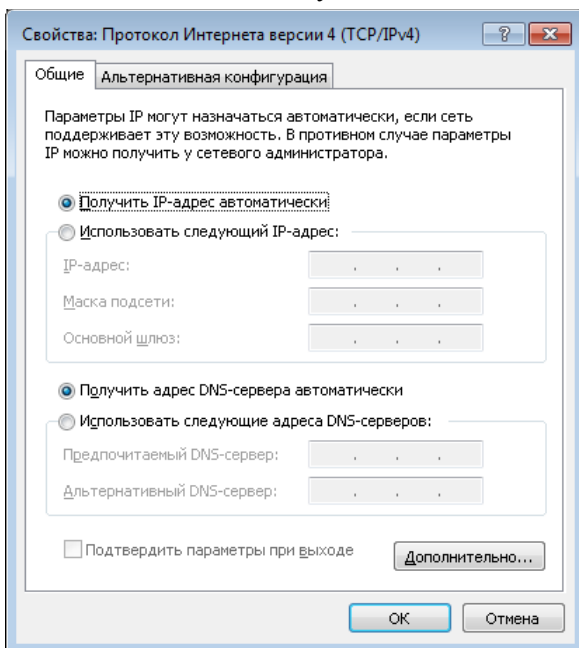 Свойства: Протокол Интернета версии 4 (TCP/IPv4)
Общие
Альтернативная конфигурация
Параметры IP могут назначаться автоматически, если сеть
поддерживает эту возможность. В противном случае параметры
IP можно получить у сетевого администратора.
Получить IP-адрес автоматически
Использовать следующий IP-адрес:
IP-адрес:
Маска подсети:
Основной шлюз:
Получить адрес DNS-сервера автоматически
Использовать следующие адреса DNS-серверов:
Предпочитаемый DNS-сервер:
Альтернативный DNS-сервер:
Подтвердить параметры при выходе
Дополнительно...
ОК
Отмена